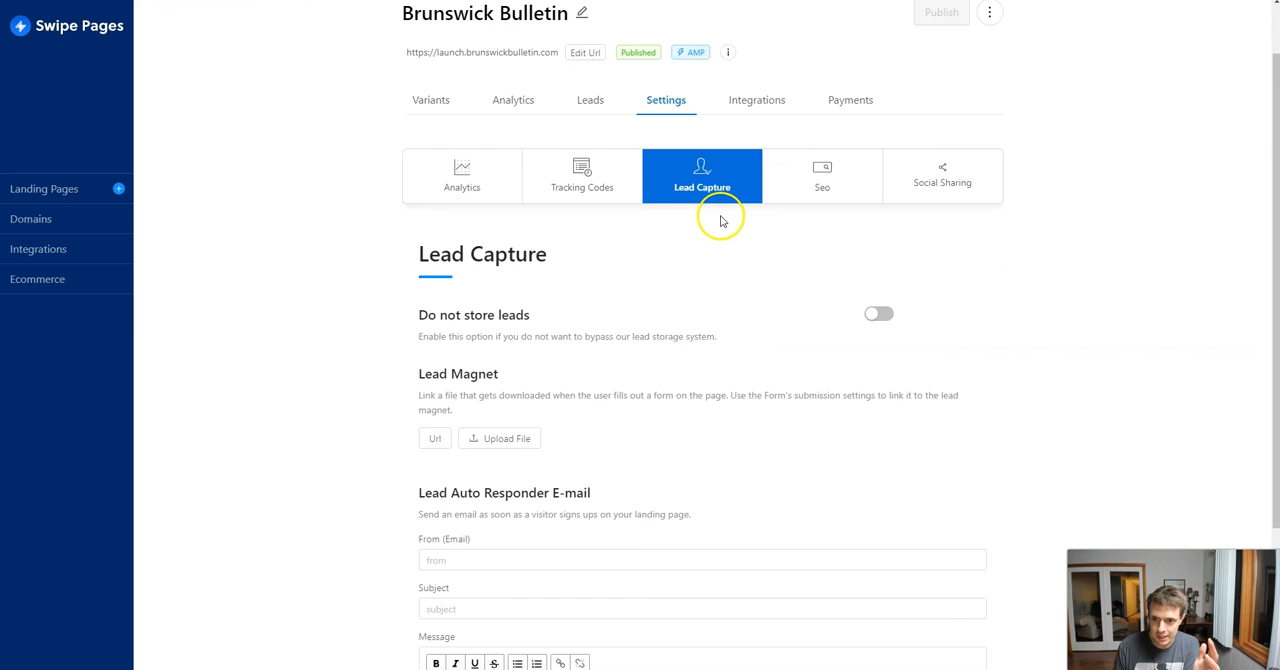 Swipe Pages
Landing Pages
Domains
Integrations
Ecommerce
Brunswick Bulletin
Publish
https://launch.brunswickbulletin.com
Edit Url
Published
AMP
i
Variants
Analytics
Leads
Settings
Integrations
Payments
Analytics
Tracking Codes
Lead Capture
Seo
Social Sharing
Lead Capture
Do not store leads
Enable this option if you do not want to bypass our lead storage system.
Lead Magnet
Link a file that gets downloaded when the user fills out a form on the page. Use the Form's submission settings to link it to the lead
magnet.
Url
Upload File
Lead Auto Responder E-mail
Send an email as soon as a visitor signs ups on your landing page.
From (Email)
from
Subject
subject
Message
B I U S